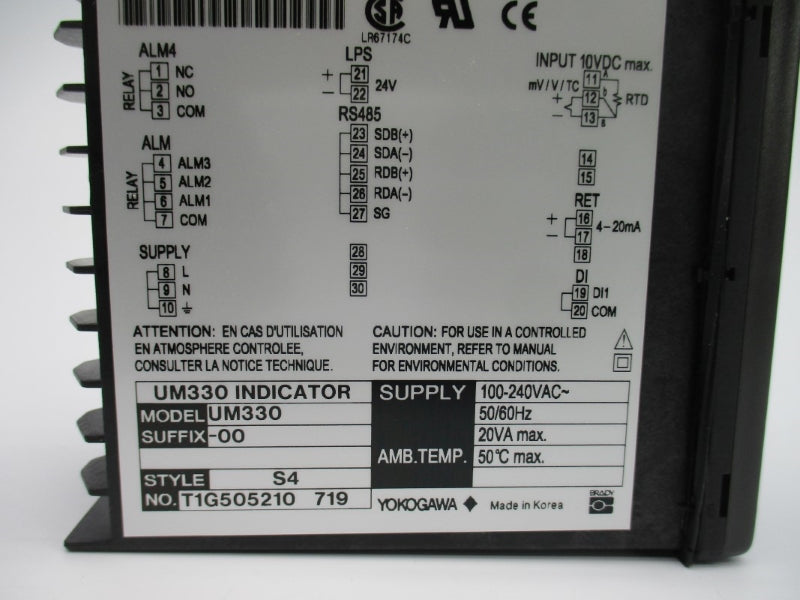 LR67174C
ALM4
RELAY
1 NC
2 NO
3 COM
ALM
RELAY
4 ALM3
5 ALM2
6 ALM1
7 COM
SUPPLY
8 L
9 N
10
LPS
+ 21
- 22
24V
RS485
23 SDB(+)
24 SDA(-)
25 RDB(+)
26 RDA(-)
27 SG
28
29
30
INPUT 10VDC max.
mV/V/TC
11 A
+ 12 b
- 13 B
RTD
14
15
RET
+ 16
- 17
4-20mA
18
DI
19 DI1
20 COM
ATTENTION: EN CAS D'UTILISATION
EN ATMOSPHERE CONTROLEE,
CONSULTER LA NOTICE TECHNIQUE.
CAUTION: FOR USE IN A CONTROLLED
ENVIRONMENT, REFER TO MANUAL
FOR ENVIRONMENTAL CONDITIONS.
UM330 INDICATOR
MODEL UM330
SUFFIX -00
STYLE S4
NO. T1G505210 719
SUPPLY 100-240VAC~
50/60Hz
20VA max.
AMB.TEMP. 50°C max.
YOKOGAWA
Made in Korea
BRADY